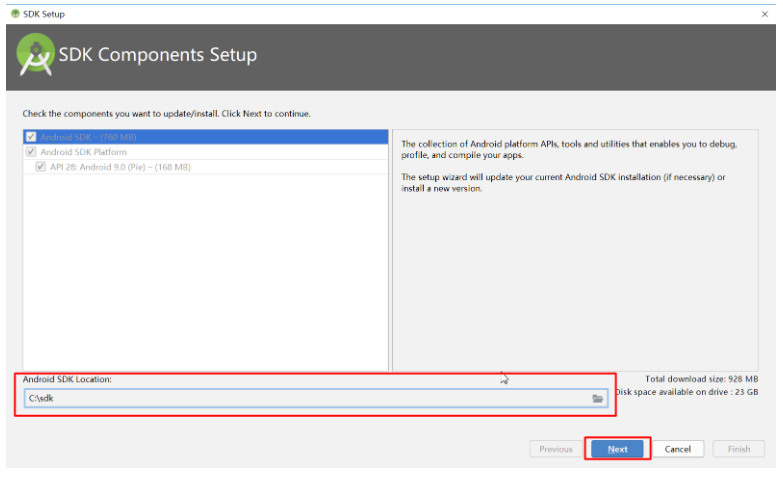 SDK Setup
SDK Components Setup
Check the components you want to update/install. Click Next to continue.
Android SDK – (760 MB)
Android SDK Platform
API 28: Android 9.0 (Pie) – (168 MB)
The collection of Android platform APIs, tools and utilities that enables you to debug,
profile, and compile your apps.
The setup wizard will update your current Android SDK installation (if necessary) or
install a new version.
Android SDK Location:
C:\sdk
Total download size: 928 MB
Disk space available on drive : 23 GB
Previous
Next
Cancel
Finish